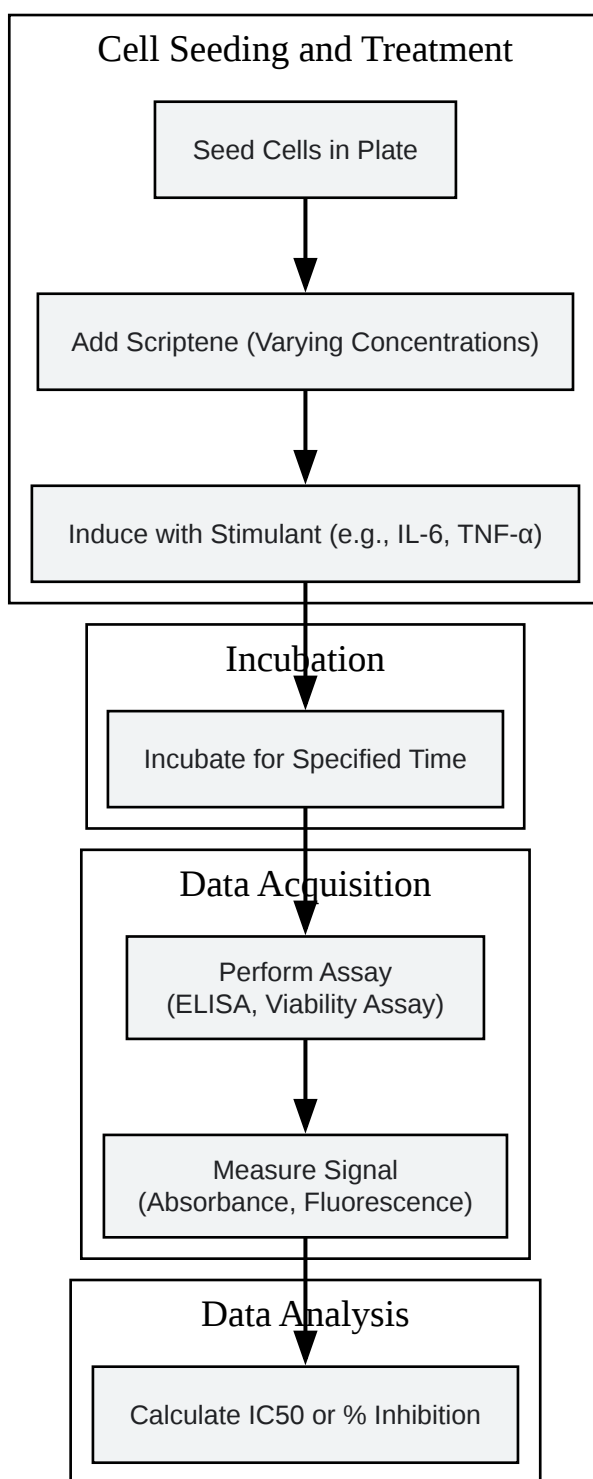 Cell Seeding and Treatment
Seed Cells in Plate
Add Scriptene (Varying Concentrations)
Induce with Stimulant (e.g., IL-6, TNF-α)
Incubation
Incubate for Specified Time
Data Acquisition
Perform Assay
(ELISA, Viability Assay)
Measure Signal
(Absorbance, Fluorescence)
Data Analysis
Calculate IC50 or % Inhibition